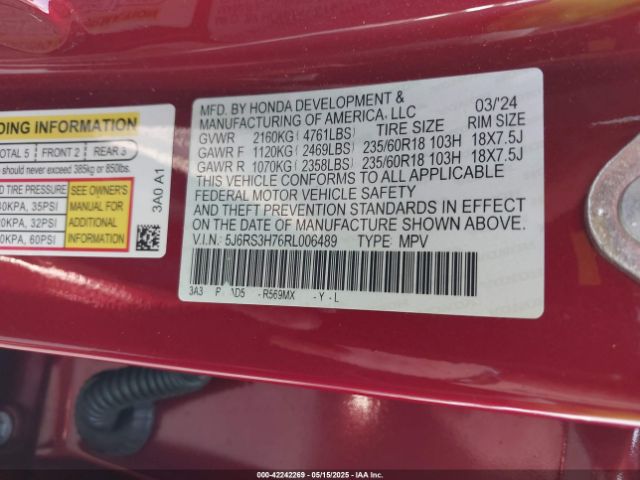 DING INFORMATION
OTAL 5 FRONT 2 REAR 3
should never exceed 385kg or 850lbs.
D TIRE PRESSURE
40KPA, 35PSI
20KPA, 32PSI
0KPA, 60PSI
SEE OWNER'S
MANUAL FOR
ADDITIONAL
INFORMATION
3A0 A1
MFD. BY HONDA DEVELOPMENT & 03/24
MANUFACTURING OF AMERICA, LLC
GVWR 2160KG(4761LBS) TIRE SIZE RIM SIZE
GAWR F 1120KG(2469LBS) 235/60R18 103H 18X7.5J
GAWR R 1070KG(2358LBS) 235/60R18 103H 18X7.5J
THIS VEHICLE CONFORMS TO ALL APPLICABLE
FEDERAL MOTOR VEHICLE SAFETY
AND THEFT PREVENTION STANDARDS IN EFFECT
ON THE DATE OF MANUFACTURE SHOWN ABOVE.
V.I.N.: 5J6RS3H76RL006489 TYPE MPV
3A3 - R569MX - Y - L
000-42242269 - 05/15/2025 - COPYRIGHT IAA, LLC